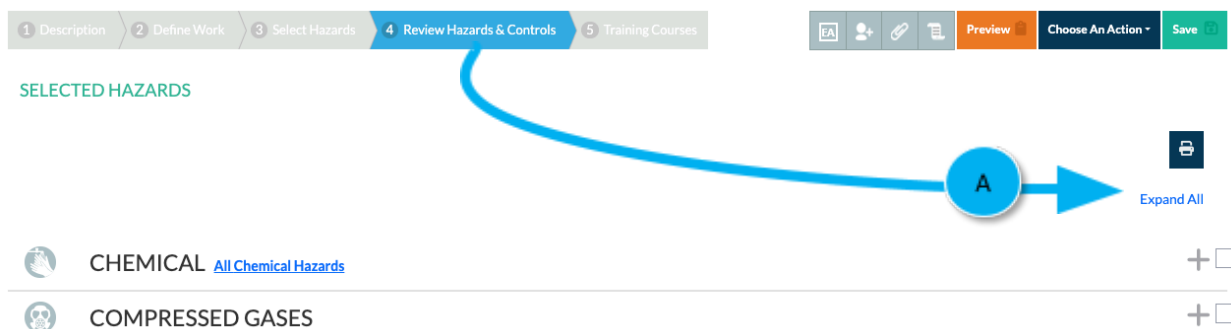 1 Description 2 Define Work 3 Select Hazards 4 Review Hazards & Controls 5 Training Courses EA Preview Choose An Action Save
SELECTED HAZARDS
A
Expand All
CHEMICAL All Chemical Hazards
COMPRESSED GASES